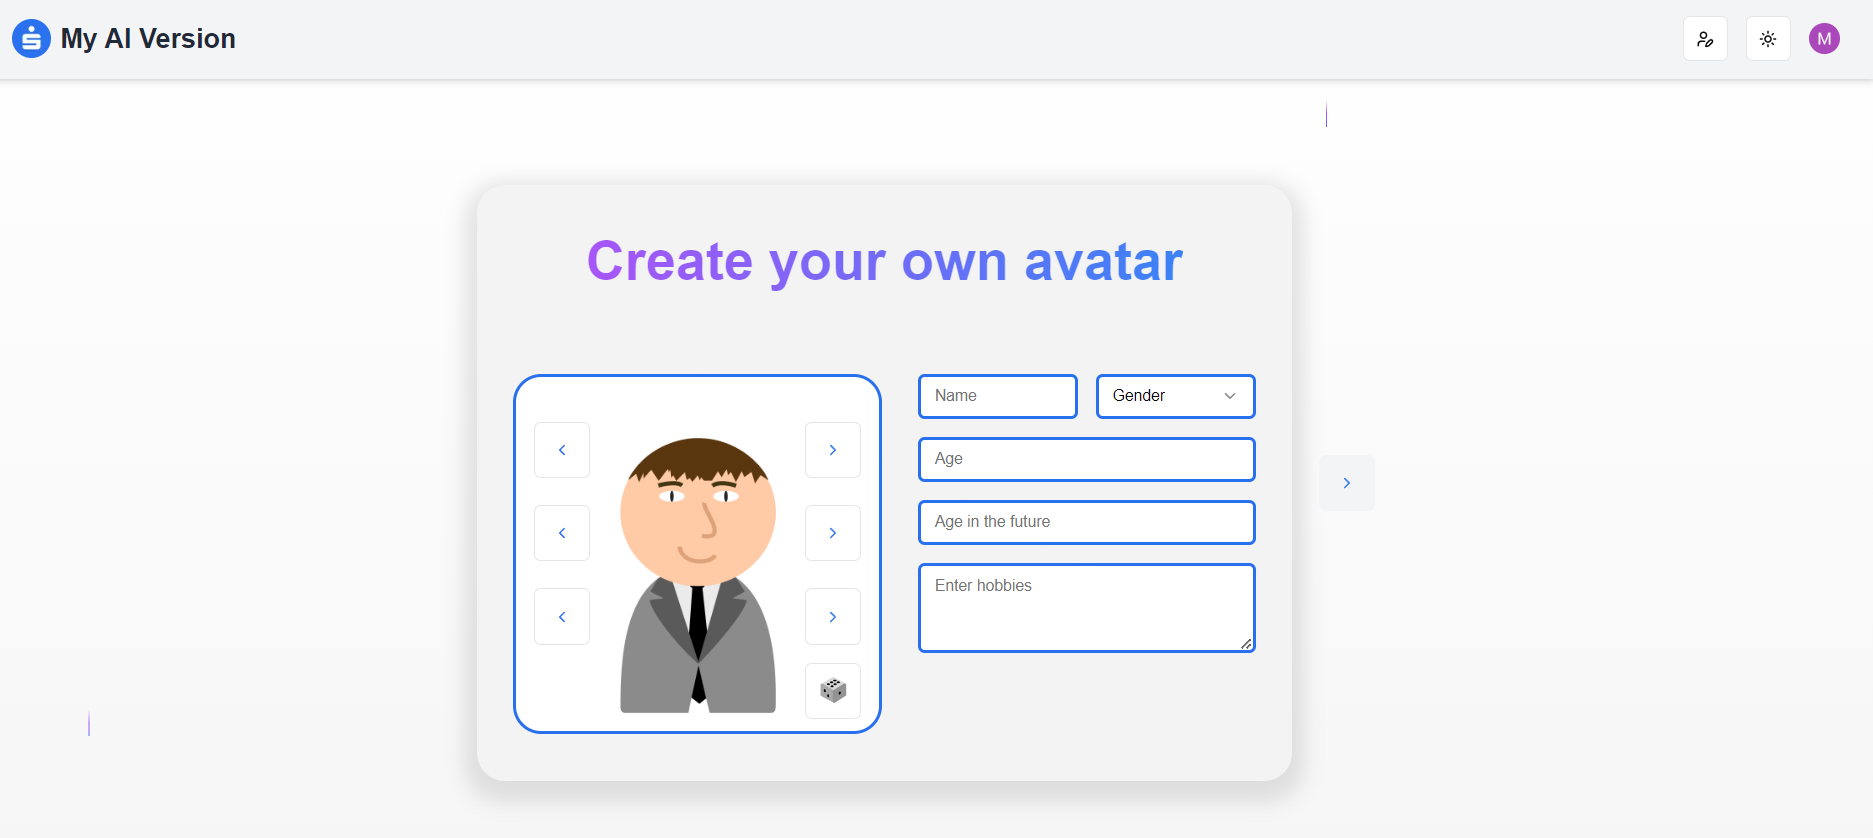 My AI Version
M
Create your own avatar
Name
Gender
Age
Age in the future
Enter hobbies